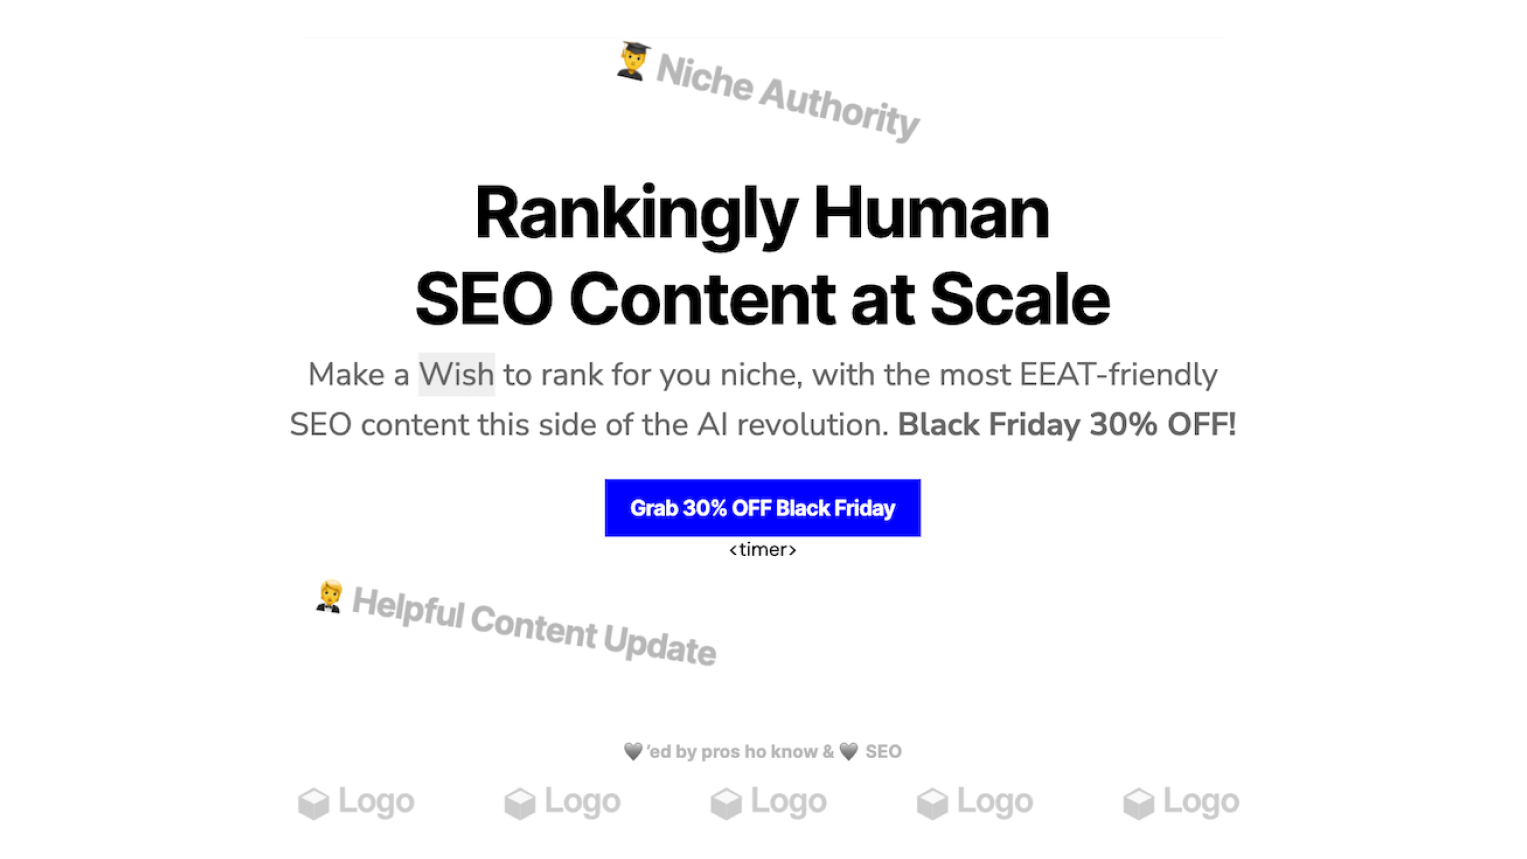 Niche Authority
Rankingly Human
SEO Content at Scale
Make a Wish to rank for you niche, with the most EEAT-friendly
SEO content this side of the AI revolution. Black Friday 30% OFF!
Grab 30% OFF Black Friday
<timer>
Helpful Content Update
🖤’ed by pros ho know & 🖤 SEO
Logo Logo Logo Logo Logo